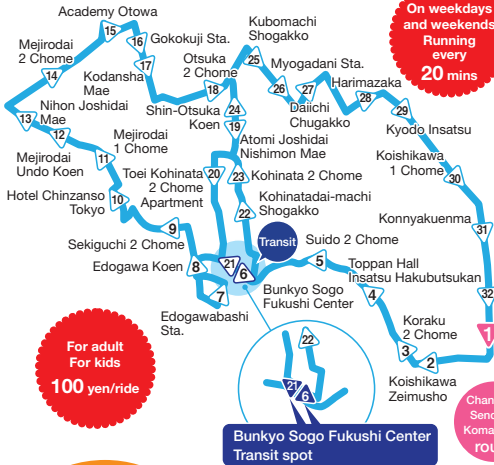 Academy Otowa
15
Mejirodai
2 Chome
14
16
Gokokuji Sta.
17
Kodansha
Mae
Otsuka
2 Chome
18
Kubomachi
Shogakko
25
Myogadani Sta.
26
27
Daiichi
Chugakko
Harimazaka
28
29
Kyodo Insatsu
On weekdays
and weekends
Running
every
20 mins
Nihon Joshidai
Mae
13
12
Mejirodai
Undo Koen
Mejirodai
1 Chome
11
Shin-Otsuka
Koen
24
19
Atomi Joshidai
Nishimon Mae
Toei Kohinata
2 Chome
Apartment
20
23
Kohinata 2 Chome
22
Kohinatadai-machi
Shogakko
Koishikawa
1 Chome
30
Konnyakuenma
31
32
1
Hotel Chinzanso
Tokyo
10
9
Sekiguchi 2 Chome
Edogawa Koen
8
7
Edogawabashi
Sta.
21
6
Transit
Bunkyo Sogo
Fukushi Center
Suido 2 Chome
5
Toppan Hall
Insatsu Hakubutsukan
4
Koraku
2 Chome
3
2
Koishikawa
Zeimusho
For adult
For kids
100 yen/ride
22
21
6
Bunkyo Sogo Fukushi Center
Transit spot